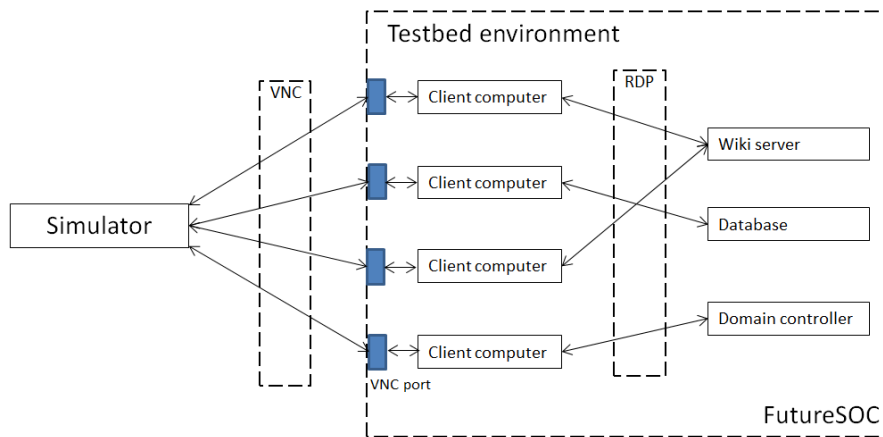 Testbed environment
VNC
RDP
Client computer
Wiki server
Client computer
Simulator
Database
Client computer
Domain controller
Client computer
VNC port
FutureSOC